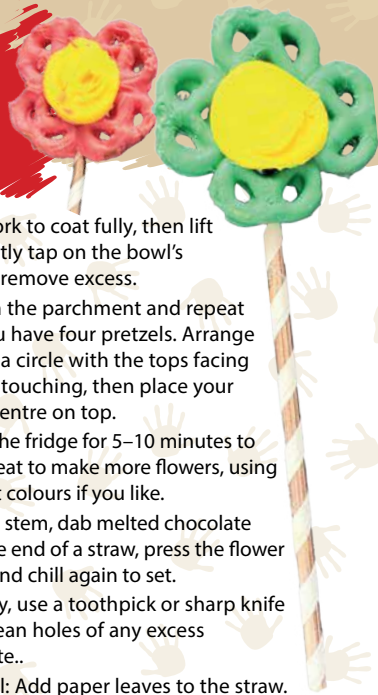 rk to coat fully, then lift
tly tap on the bowl's
remove excess.
the parchment and repeat
u have four pretzels. Arrange
a circle with the tops facing
touching, then place your
entre on top.
he fridge for 5–10 minutes to
eat to make more flowers, using
t colours if you like.
stem, dab melted chocolate
e end of a straw, press the flower
nd chill again to set.
y, use a toothpick or sharp knife
ean holes of any excess
te..
l: Add paper leaves to the straw.